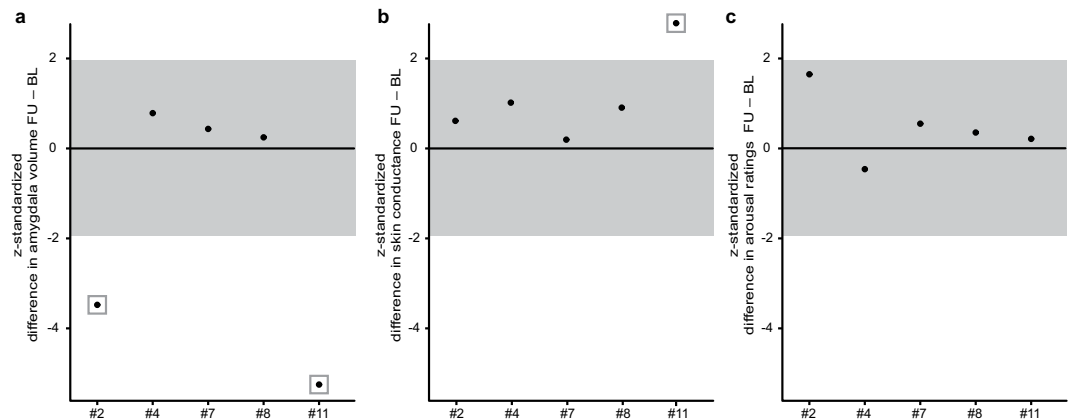 a
z-standardized
difference in amygdala volume FU – BL
2
0
-2
-4
#2 #4 #7 #8 #11
b
z-standardized
difference in skin conductance FU – BL
2
0
-2
-4
#2 #4 #7 #8 #11
c
z-standardized
difference in arousal ratings FU – BL
2
0
-2
-4
#2 #4 #7 #8 #11